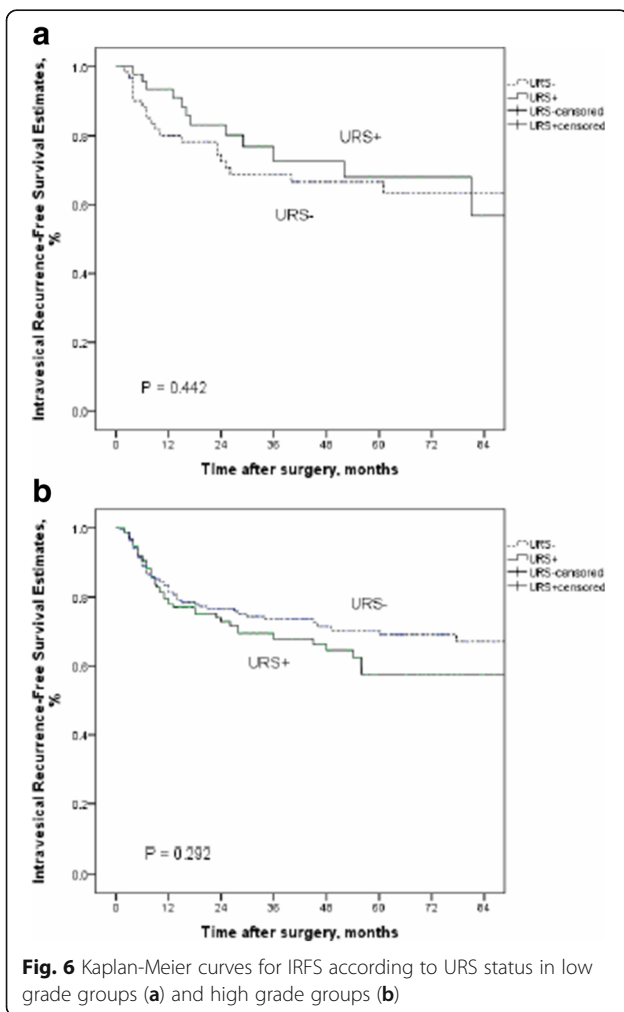 a
Intravesical Recurrence-Free Survival Estimates,
%
1.0
0.8
0.6
0.4
0.2
0.0
URS+
URS-
P = 0.442
0 12 24 36 48 60 72 84
Time after surgery, months
URS-
URS+
URS-censored
URS+censored
b
Intravesical Recurrence-Free Survival Estimates,
%
1.0
0.8
0.6
0.4
0.2
0.0
URS-
URS+
P = 0.292
0 12 24 36 48 60 72 84
Time after surgery, months
URS-
URS+
URS-censored
URS+censored
Fig. 6 Kaplan-Meier curves for IRFS according to URS status in low
grade groups (a) and high grade groups (b)